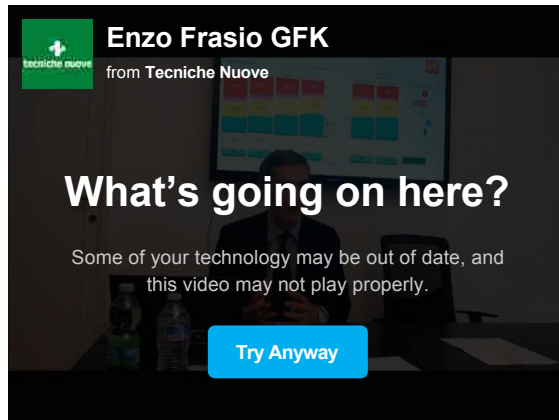 tecniche nuove
Enzo Frasio GFK
from Tecniche Nuove
What's going on here?
Some of your technology may be out of date, and
this video may not play properly.
Try Anyway